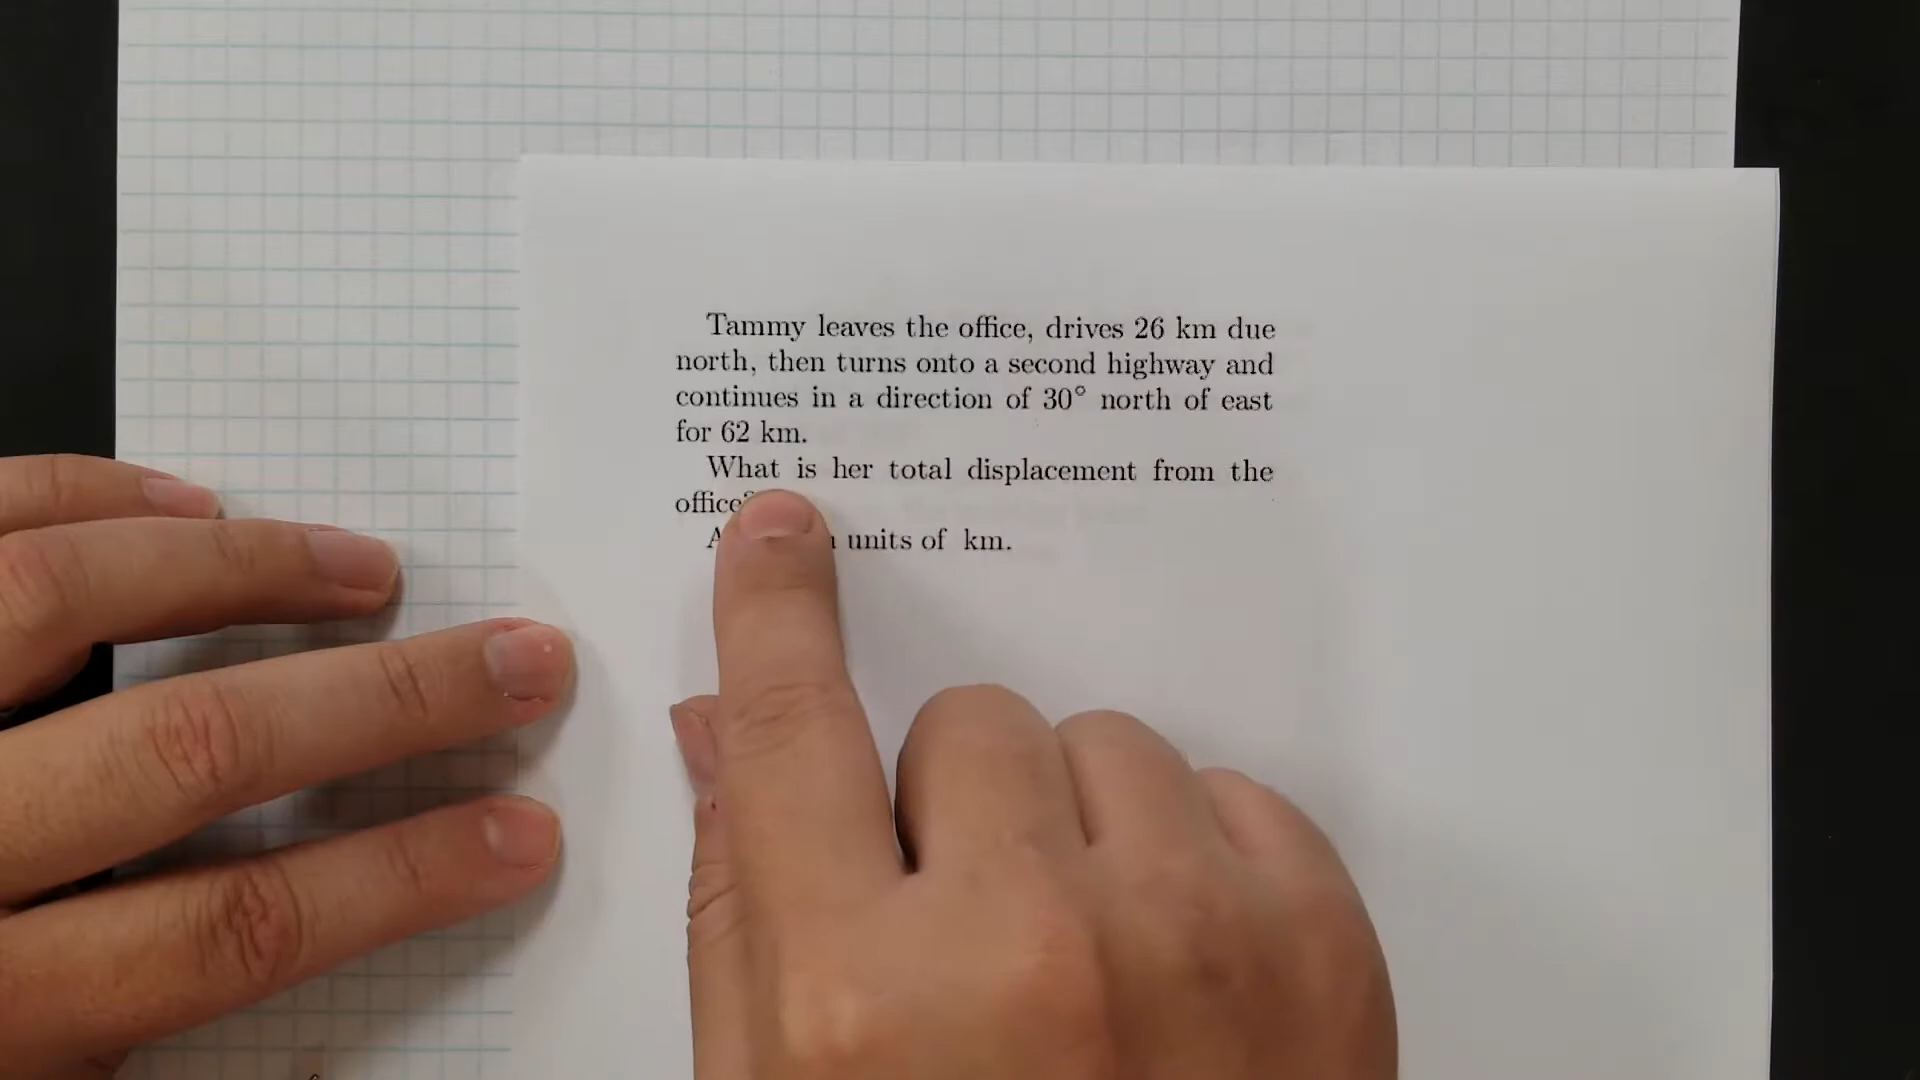 Tammy leaves the office, drives 26 km due
north, then turns onto a second highway and
continues in a direction of 30° north of east
for 62 km.
What is her total displacement from the
office?
units of km.